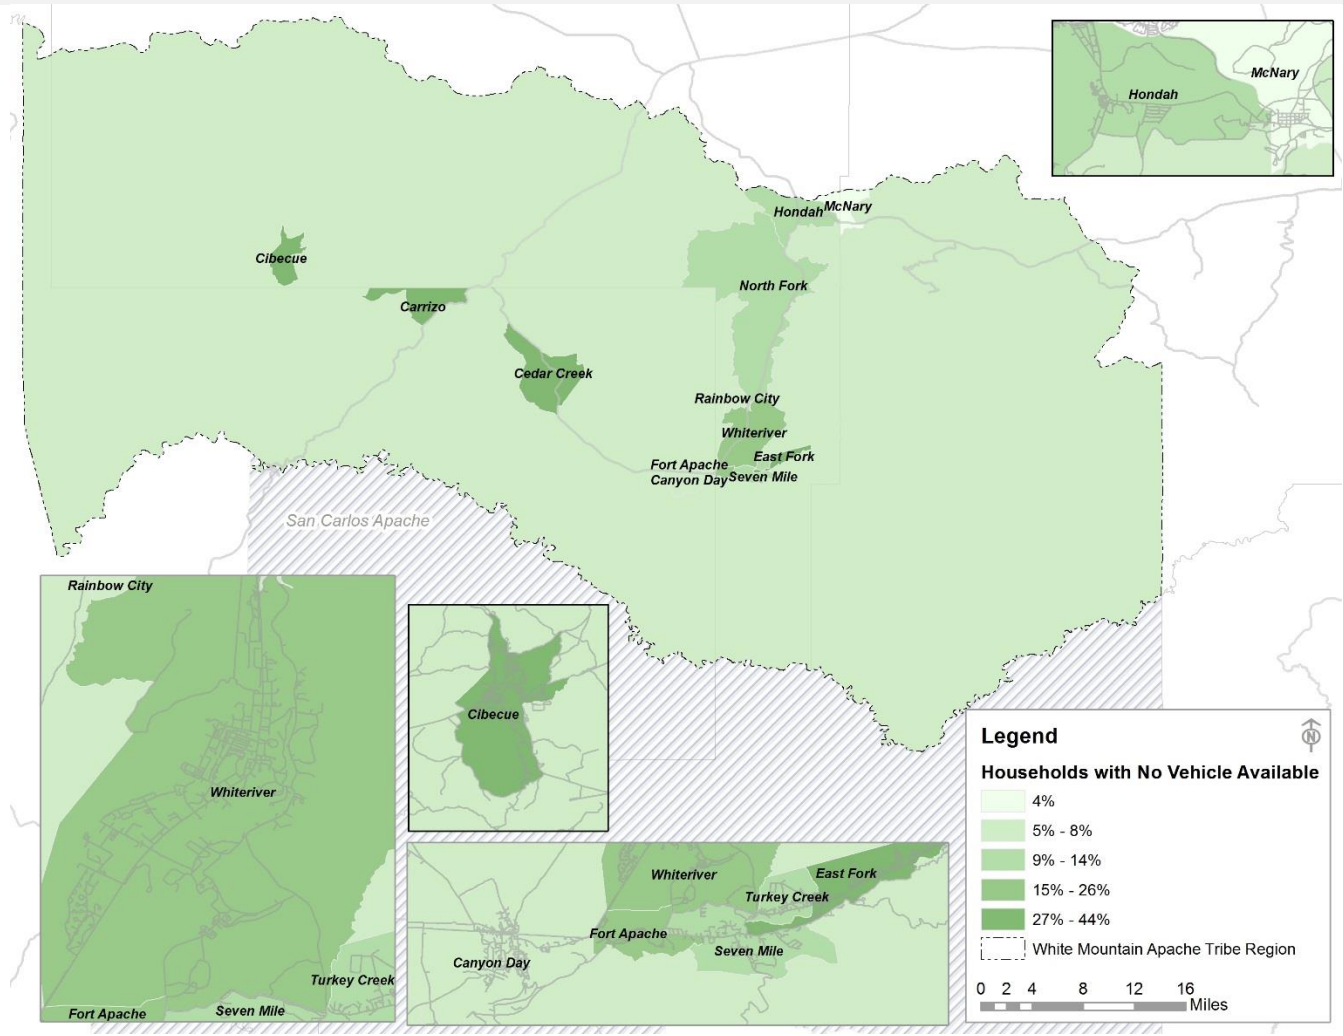 McNary
Hondah
Hondah
McNary
Cibecue
North Fork
Carrizo
Cedar Creek
Rainbow City
Whiteriver
East Fork
Fort Apache
Canyon Day
Seven Mile
San Carlos Apache
Rainbow City
Whiteriver
Turkey Creek
Fort Apache
Seven Mile
Cibecue
Whiteriver
East Fork
Turkey Creek
Fort Apache
Seven Mile
Canyon Day
Legend
N
Households with No Vehicle Available
4%
5% - 8%
9% - 14%
15% - 26%
27% - 44%
White Mountain Apache Tribe Region
0 2 4 8 12 16
Miles